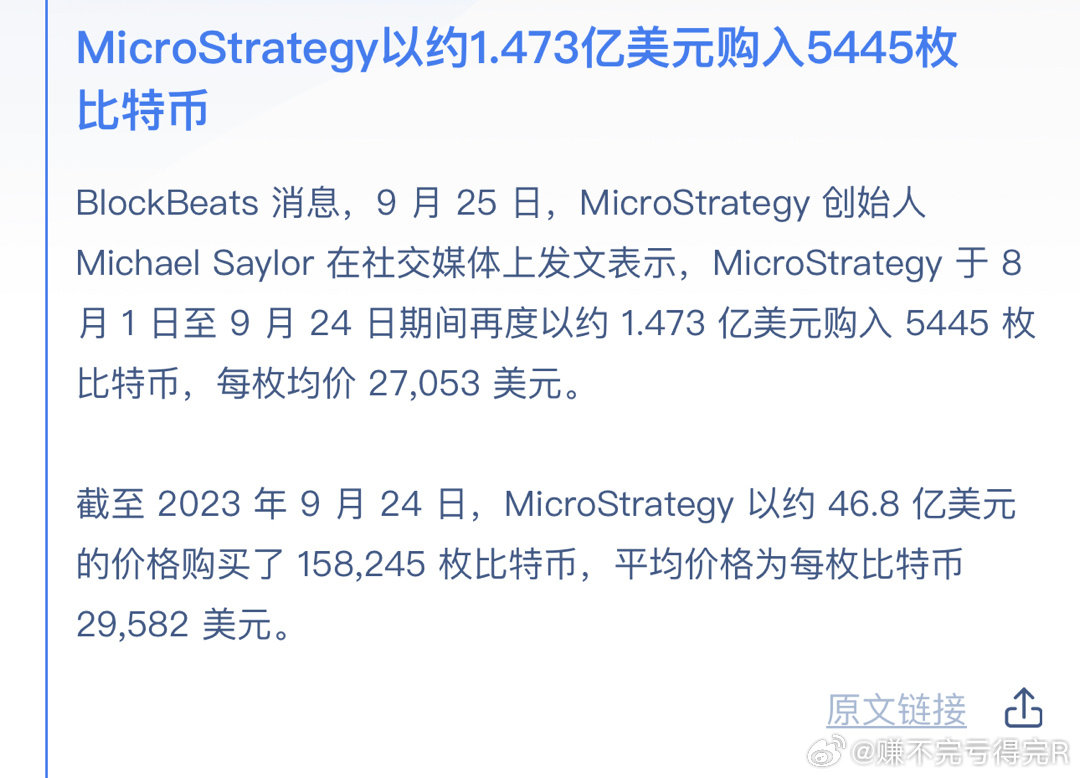 MicroStrategy以约1.473亿美元购入5445枚
比特币
BlockBeats 消息，9 月 25 日，MicroStrategy 创始人
Michael Saylor 在社交媒体上发文表示，MicroStrategy 于 8
月 1 日至 9 月 24 日期间再度以约 1.473 亿美元购入 5445 枚
比特币，每枚均价 27,053 美元。
截至 2023 年 9 月 24 日，MicroStrategy 以约 46.8 亿美元
的价格购买了 158,245 枚比特币，平均价格为每枚比特币
29,582 美元。
原文链接
@赚不完亏得完R